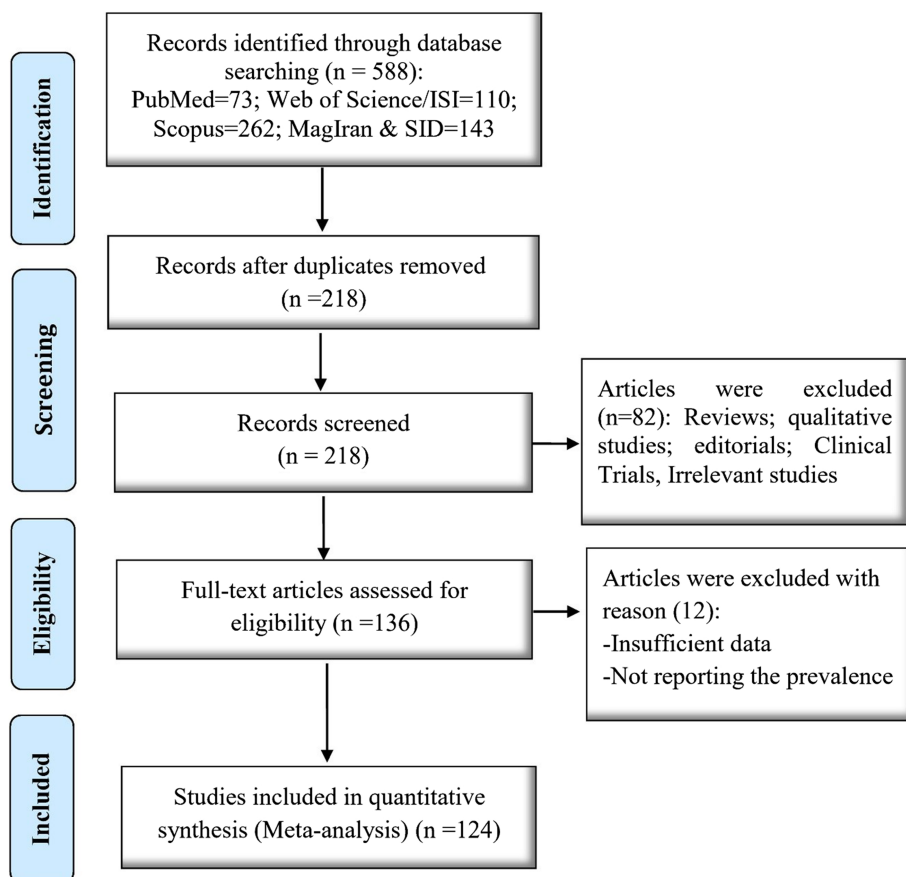 Identification
Records identified through database
searching (n = 588):
PubMed=73; Web of Science/ISI=110;
Scopus=262; MagIran & SID=143
Records after duplicates removed
(n =218)
Screening
Records screened
(n = 218)
Articles were excluded
(n=82): Reviews; qualitative
studies; editorials; Clinical
Trials, Irrelevant studies
Eligibility
Full-text articles assessed for
eligibility (n =136)
Articles were excluded with
reason (12):
-Insufficient data
-Not reporting the prevalence
Included
Studies included in quantitative
synthesis (Meta-analysis) (n =124)